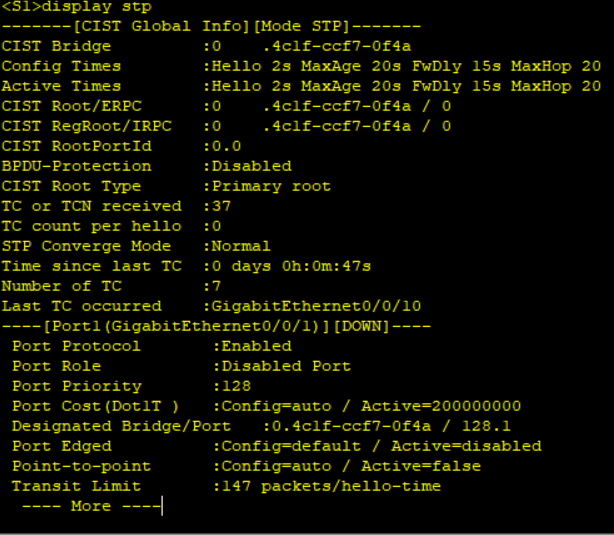 <S1>display stp
-------[CIST Global Info][Mode STP]-------
CIST Bridge         :0    .4c1f-ccf7-0f4a
Config Times        :Hello 2s MaxAge 20s FwDly 15s MaxHop 20
Active Times        :Hello 2s MaxAge 20s FwDly 15s MaxHop 20
CIST Root/ERPC      :0    .4c1f-ccf7-0f4a / 0
CIST RegRoot/IRPC   :0    .4c1f-ccf7-0f4a / 0
CIST RootPortId     :0.0
BPDU-Protection     :Disabled
CIST Root Type      :Primary root
TC or TCN received  :37
TC count per hello  :0
STP Converge Mode   :Normal
Time since last TC  :0 days 0h:0m:47s
Number of TC        :7
Last TC occurred    :GigabitEthernet0/0/10
----[Port1(GigabitEthernet0/0/1)][DOWN]----
 Port Protocol       :Enabled
 Port Role           :Disabled Port
 Port Priority       :128
 Port Cost(Dot1T )   :Config=auto / Active=200000000
 Designated Bridge/Port   :0.4c1f-ccf7-0f4a / 128.1
 Port Edged          :Config=default / Active=disabled
 Point-to-point      :Config=auto / Active=false
 Transit Limit       :147 packets/hello-time
  ---- More ----